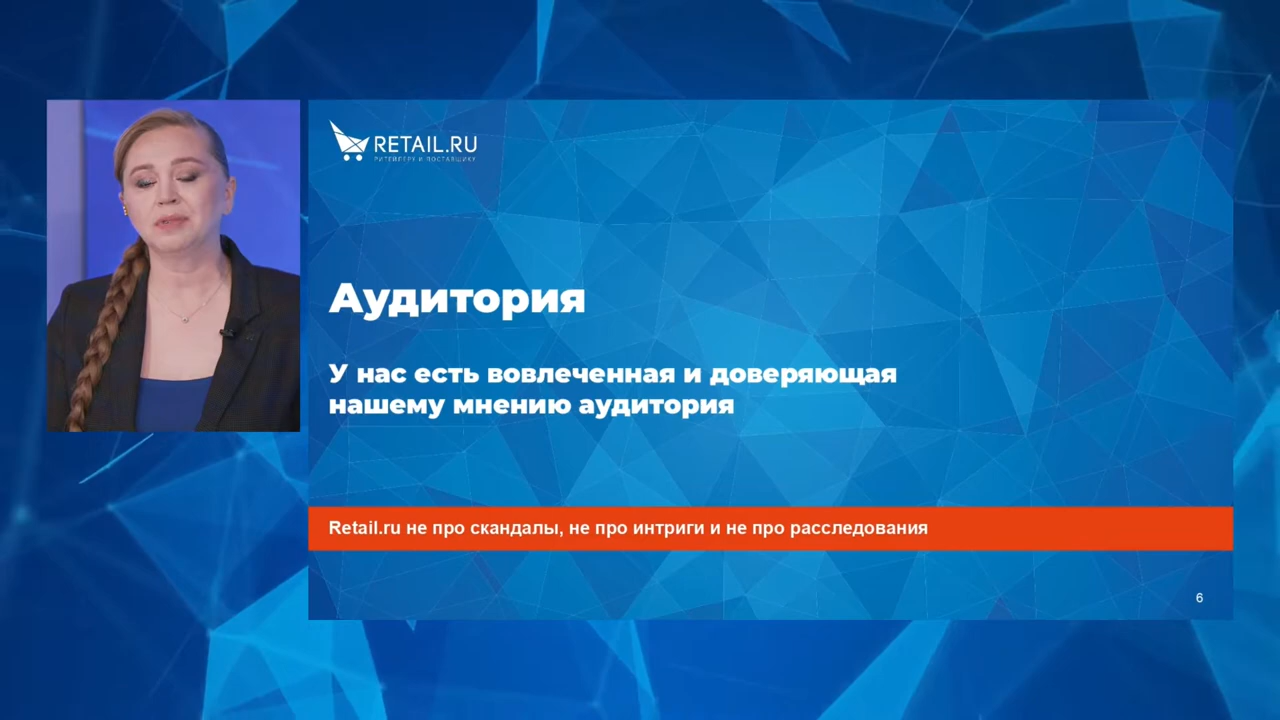 RETAIL.RU
РИТЕЙЛЕРУ И ПОСТАВЩИКУ
Аудитория
У нас есть вовлеченная и доверяющая
нашему мнению аудитория
Retail.ru не про скандалы, не про интриги и не про расследования
6